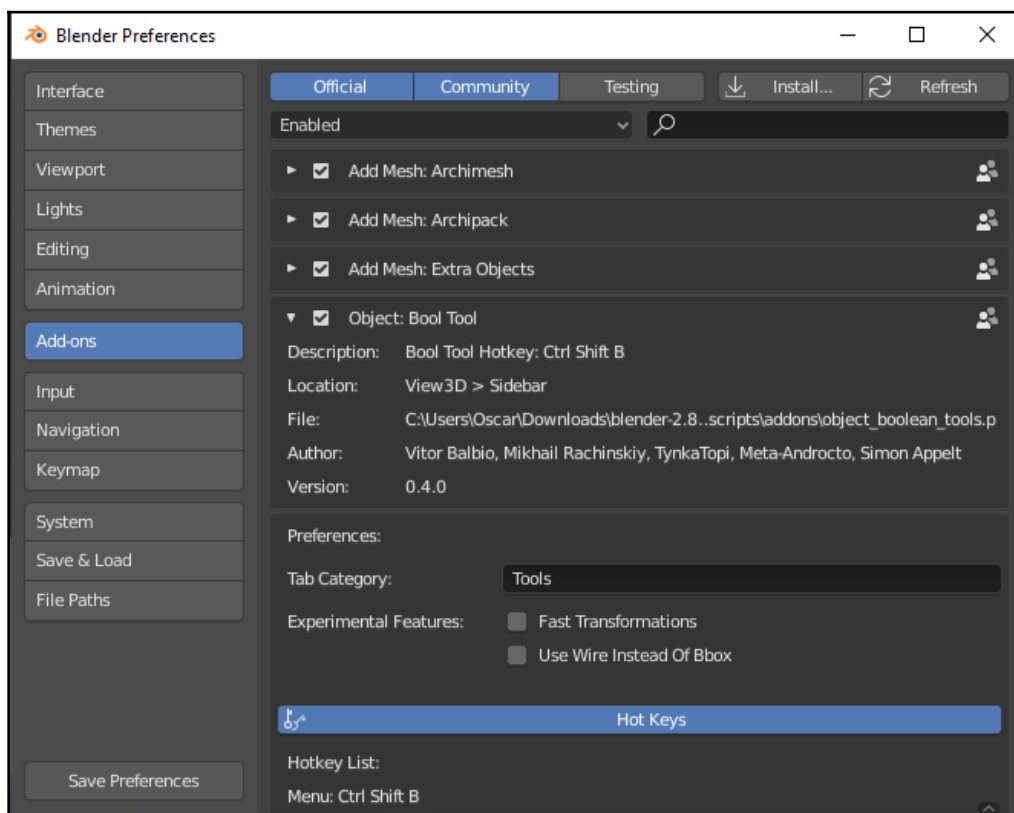 Blender Preferences
Interface
Themes
Viewport
Lights
Editing
Animation
Add-ons
Input
Navigation
Keymap
System
Save & Load
File Paths
Save Preferences
Official Community Testing Install... Refresh
Enabled
Add Mesh: Archimesh
Add Mesh: Archipack
Add Mesh: Extra Objects
Object: Bool Tool
Description: Bool Tool Hotkey: Ctrl Shift B
Location: View3D > Sidebar
File: C:\Users\Oscar\Downloads\blender-2.8..scripts\addons\object_boolean_tools.p
Author: Vitor Balbio, Mikhail Rachinskiy, TynkaTopi, Meta-Androcto, Simon Appelt
Version: 0.4.0
Preferences:
Tab Category: Tools
Experimental Features: Fast Transformations
Use Wire Instead Of Bbox
Hot Keys
Hotkey List:
Menu: Ctrl Shift B